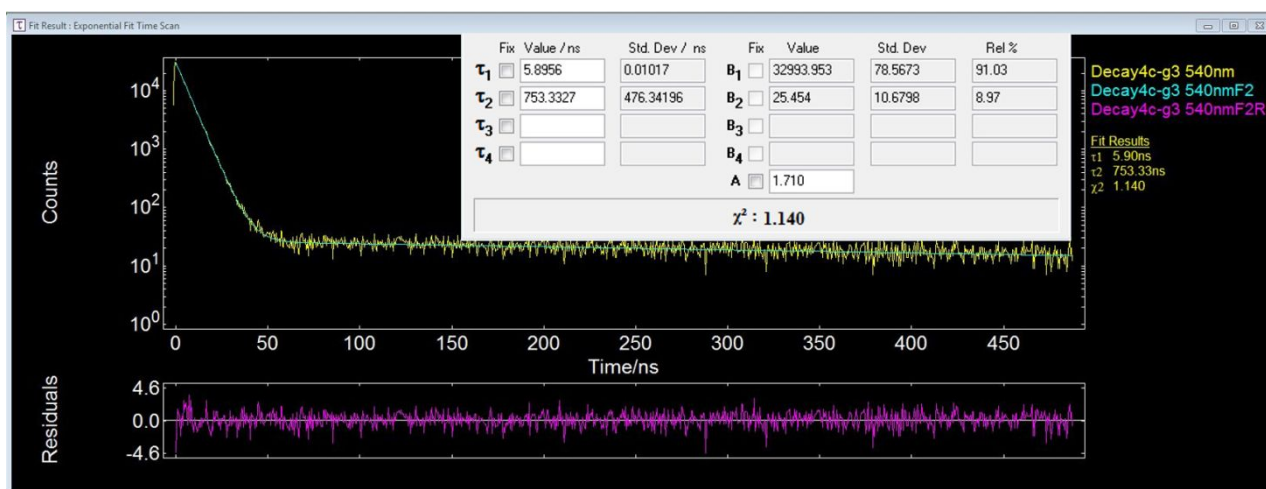 Fit Result : Exponential Fit Time Scan
Fix Value / ns Std. Dev / ns Fix Value Std. Dev Rel %
τ1 5.8956 0.01017 B1 32993.953 78.5673 91.03
τ2 753.3327 476.34196 B2 25.454 10.6798 8.97
τ3 B3
τ4 B4
A 1.710
χ² : 1.140
Decay4c-g3 540nm
Decay4c-g3 540nmF2
Decay4c-g3 540nmF2R
Fit Results
τ1 5.90ns
τ2 753.33ns
χ2 1.140
Counts
10^4
10^3
10^2
10^1
10^0
0 50 100 150 200 250 300 350 400 450
Time/ns
Residuals
4.6
0.0
-4.6